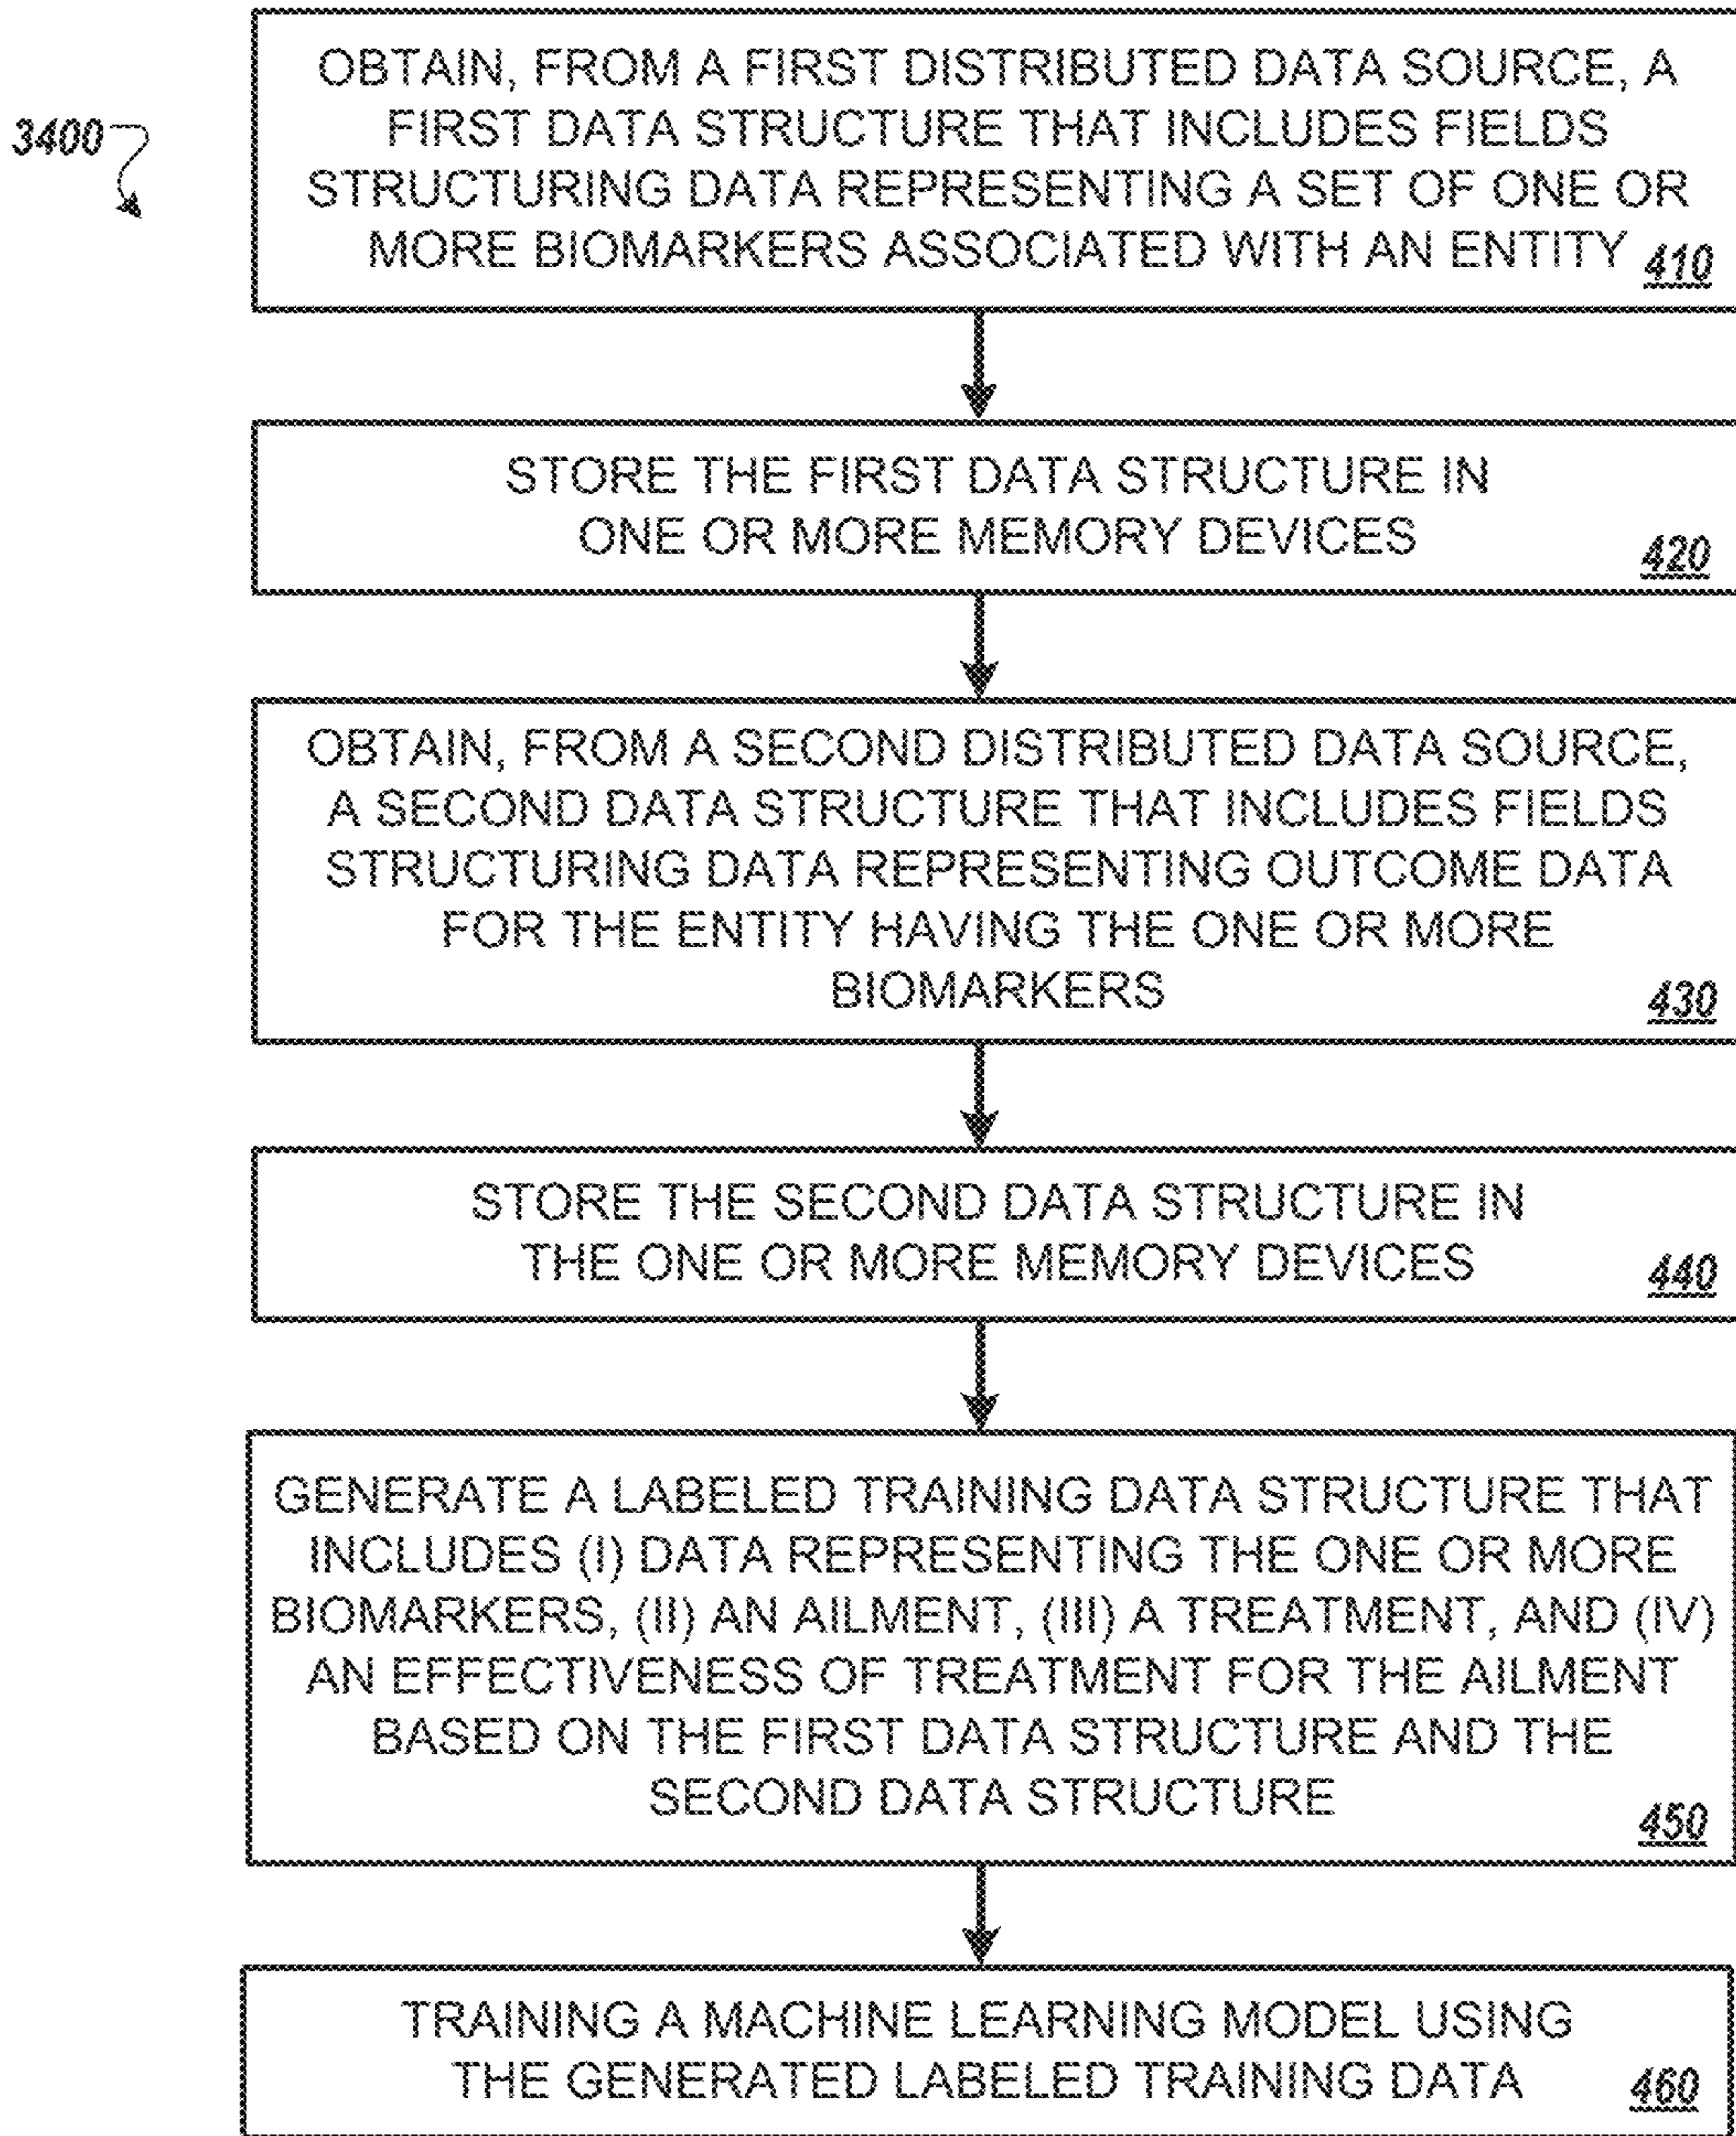 3400
OBTAIN, FROM A FIRST DISTRIBUTED DATA SOURCE, A
FIRST DATA STRUCTURE THAT INCLUDES FIELDS
STRUCTURING DATA REPRESENTING A SET OF ONE OR
MORE BIOMARKERS ASSOCIATED WITH AN ENTITY 410
STORE THE FIRST DATA STRUCTURE IN
ONE OR MORE MEMORY DEVICES
420
OBTAIN, FROM A SECOND DISTRIBUTED DATA SOURCE,
A SECOND DATA STRUCTURE THAT INCLUDES FIELDS
STRUCTURING DATA REPRESENTING OUTCOME DATA
FOR THE ENTITY HAVING THE ONE OR MORE
BIOMARKERS
430
STORE THE SECOND DATA STRUCTURE IN
THE ONE OR MORE MEMORY DEVICES
440
GENERATE A LABELED TRAINING DATA STRUCTURE THAT
INCLUDES (I) DATA REPRESENTING THE ONE OR MORE
BIOMARKERS, (II) AN AILMENT, (III) A TREATMENT, AND (IV)
AN EFFECTIVENESS OF TREATMENT FOR THE AILMENT
BASED ON THE FIRST DATA STRUCTURE AND THE
SECOND DATA STRUCTURE
450
TRAINING A MACHINE LEARNING MODEL USING
THE GENERATED LABELED TRAINING DATA 460